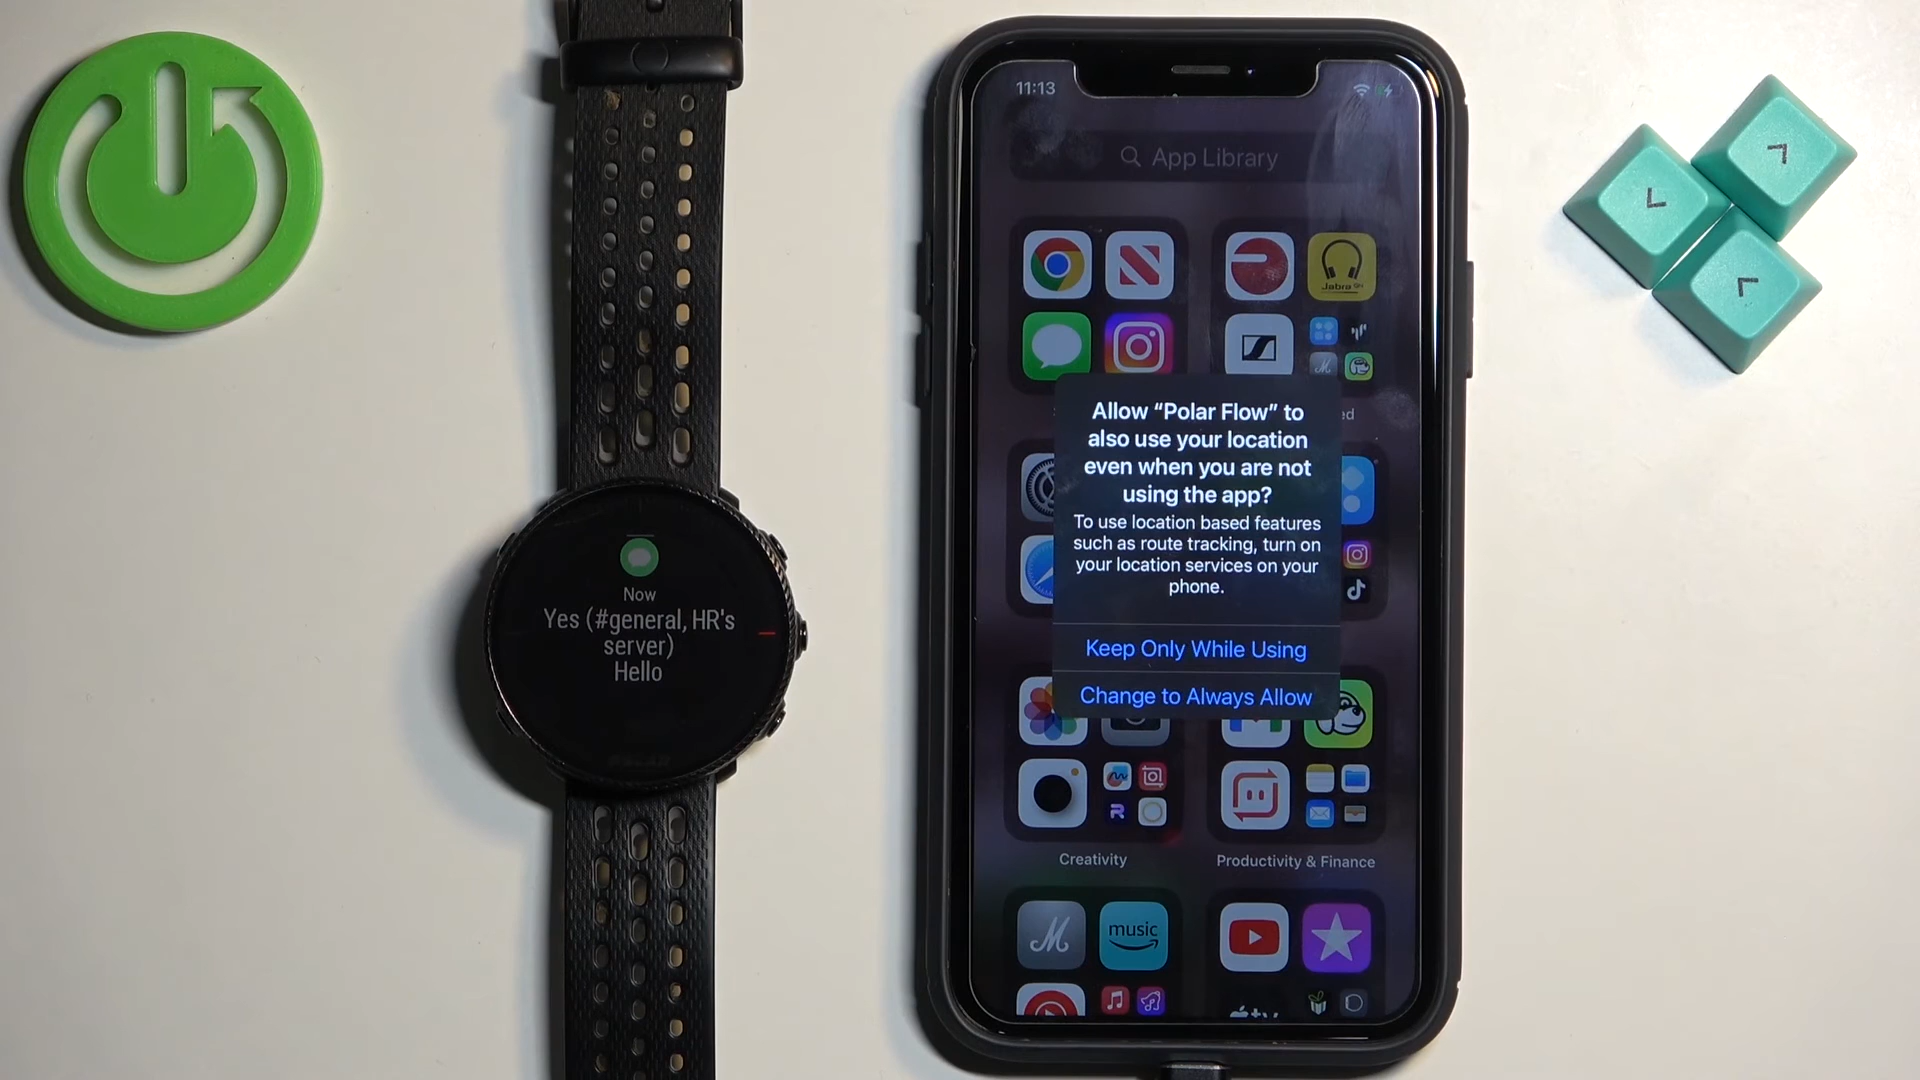 Now
Yes (#general, HR's
server)
Hello
11:13
App Library
Jabra
Allow “Polar Flow” to
also use your location
even when you are not
using the app?
To use location based features
such as route tracking, turn on
your location services on your
phone.
Keep Only While Using
Change to Always Allow
Creativity
Productivity & Finance
music
tv